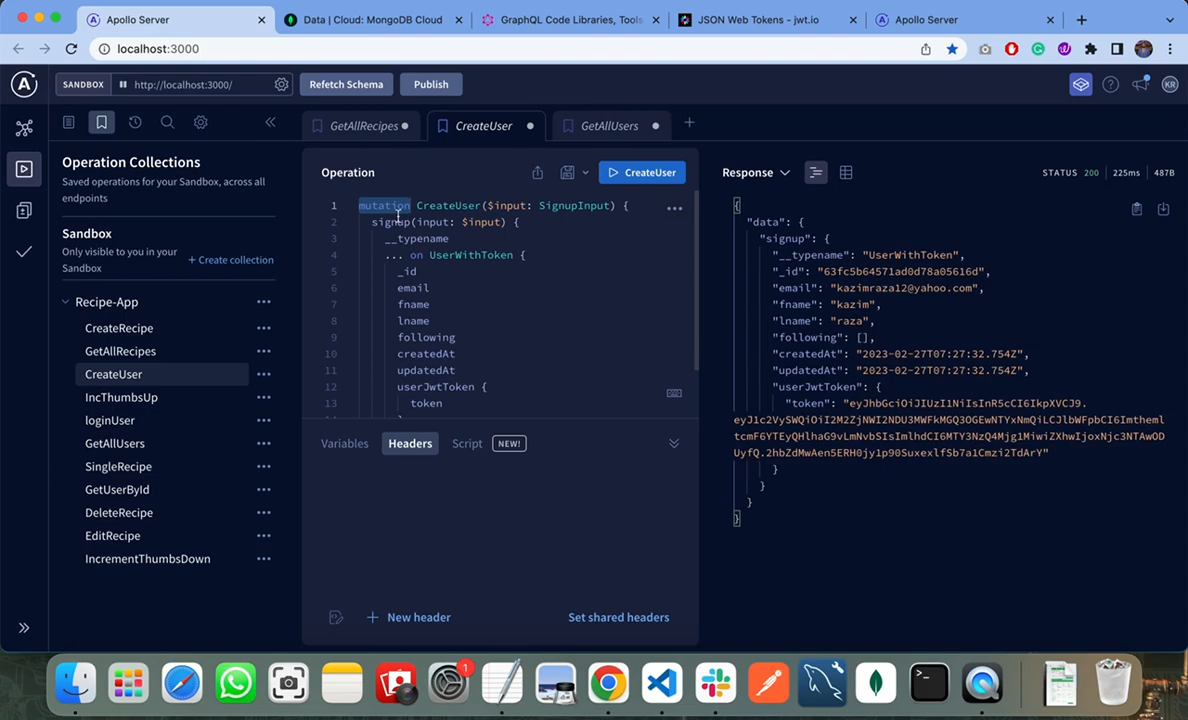 Apollo Server
Data | Cloud: MongoDB Cloud
GraphQL Code Libraries, Tools
JSON Web Tokens - jwt.io
Apollo Server
localhost:3000
SANDBOX
http://localhost:3000/
Refetch Schema
Publish
KR
GetAllRecipes
CreateUser
GetAllUsers
Operation Collections
Saved operations for your Sandbox, across all
endpoints
Sandbox
Only visible to you in your
Sandbox
+ Create collection
Recipe-App
CreateRecipe
GetAllRecipes
CreateUser
IncThumbsUp
loginUser
GetAllUsers
SingleRecipe
GetUserById
DeleteRecipe
EditRecipe
IncrementThumbsDown
Operation
CreateUser
1 mutation CreateUser($input: SignupInput) {
2 signup(input: $input) {
3 __typename
4 ... on UserWithToken {
5 _id
6 email
7 fname
8 lname
9 following
10 createdAt
11 updatedAt
12 userJwtToken {
13 token
Variables
Headers
Script
NEW!
+ New header
Set shared headers
Response
STATUS 200
225ms
487B
{
"data": {
"signup": {
"__typename": "UserWithToken",
"_id": "63fc5b64571ad0d78a05616d",
"email": "kazimraza12@yahoo.com",
"fname": "kazim",
"lname": "raza",
"following": [],
"createdAt": "2023-02-27T07:27:32.754Z",
"updatedAt": "2023-02-27T07:27:32.754Z",
"userJwtToken": {
}
}
}
}
1